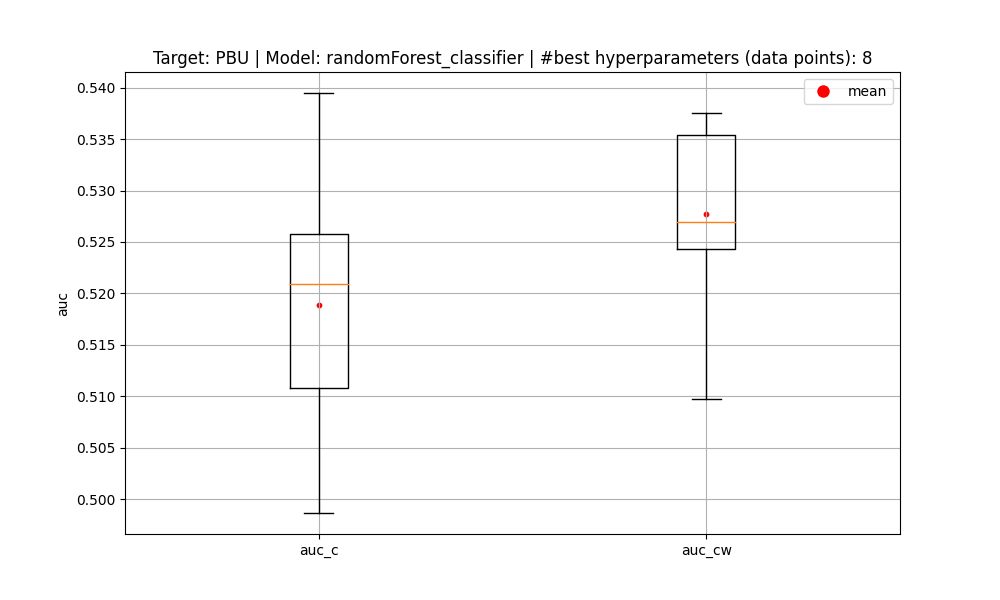 Target: PBU | Model: randomForest_classifier | #best hyperparameters (data points): 8
mean
0.540
0.535
0.530
0.525
0.520
0.515
0.510
0.505
0.500
auc
auc_c
auc_cw